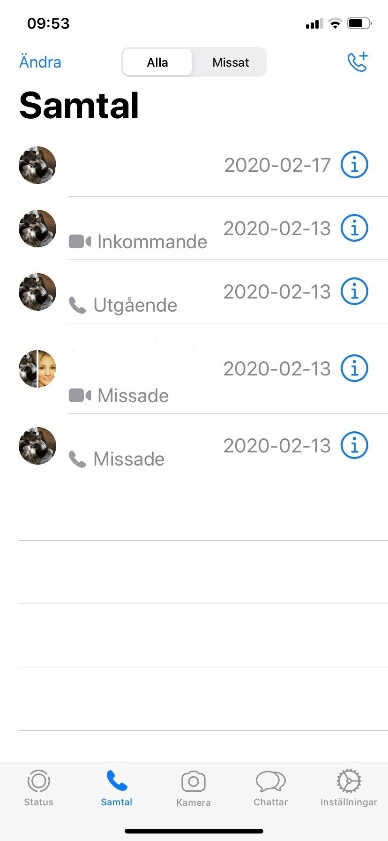 09:53
Ändra
Alla
Missat
Samtal
2020-02-17
2020-02-13
Inkommande
2020-02-13
Utgående
2020-02-13
Missade
2020-02-13
Missade
Status
Samtal
Kamera
Chattar
Inställningar